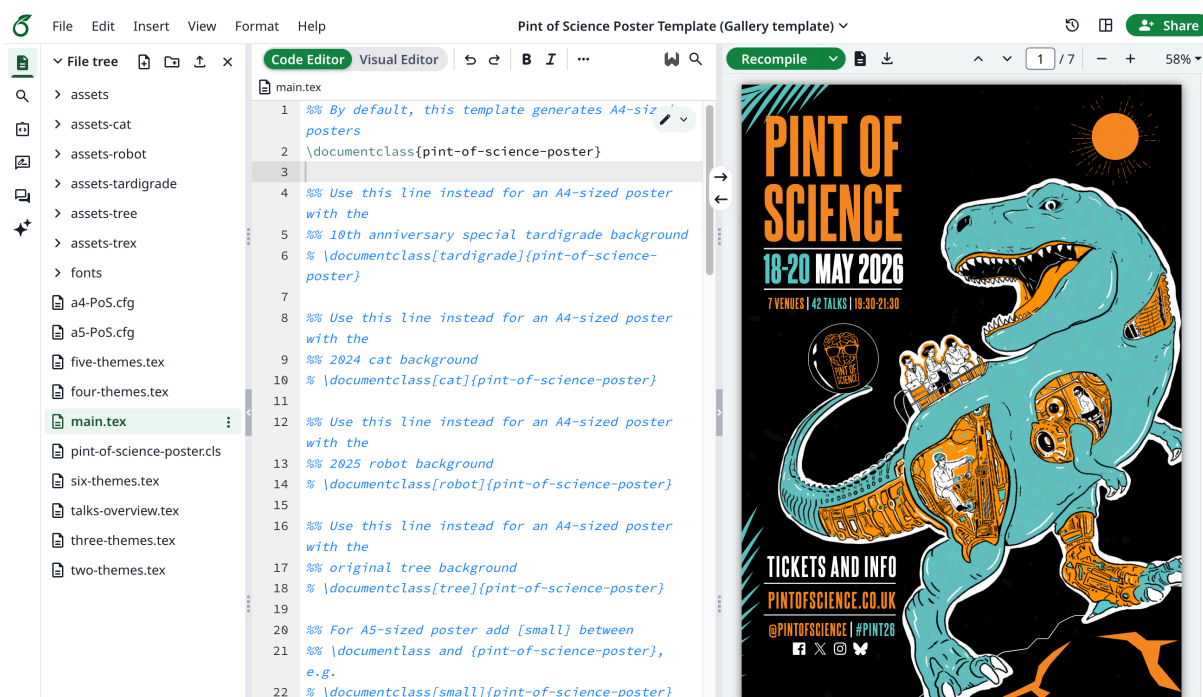 File Edit Insert View Format Help
Pint of Science Poster Template (Gallery template)
Share
File tree
Code Editor Visual Editor
B I
Recompile
1 / 7
58%
assets
assets-cat
assets-robot
assets-tardigrade
assets-tree
assets-trex
fonts
a4-PoS.cfg
a5-PoS.cfg
five-themes.tex
four-themes.tex
main.tex
pint-of-science-poster.cls
six-themes.tex
talks-overview.tex
three-themes.tex
two-themes.tex
main.tex
1 %% By default, this template generates A4-sized
posters
2 \documentclass{pint-of-science-poster}
3
4 %% Use this line instead for an A4-sized poster
with the
5 %% 10th anniversary special tardigrade background
6 % \documentclass[tardigrade]{pint-of-science-
poster}
7
8 %% Use this line instead for an A4-sized poster
with the
9 %% 2024 cat background
10 % \documentclass[cat]{pint-of-science-poster}
11
12 %% Use this line instead for an A4-sized poster
with the
13 %% 2025 robot background
14 % \documentclass[robot]{pint-of-science-poster}
15
16 %% Use this line instead for an A4-sized poster
with the
17 %% original tree background
18 % \documentclass[tree]{pint-of-science-poster}
19
20 %% For A5-sized poster add [small] between
21 %% \documentlass and {pint-of-science-poster},
e.g.
22 % \documentclass[small]{pint-of-science-poster}
PINT OF
SCIENCE
18-20 MAY 2026
7 VENUES | 42 TALKS | 19:30-21:30
PINT OF
SCIENCE
TICKETS AND INFO
PINTOFSCIENCE.CO.UK
@PINTOFSCIENCE | #PINT26